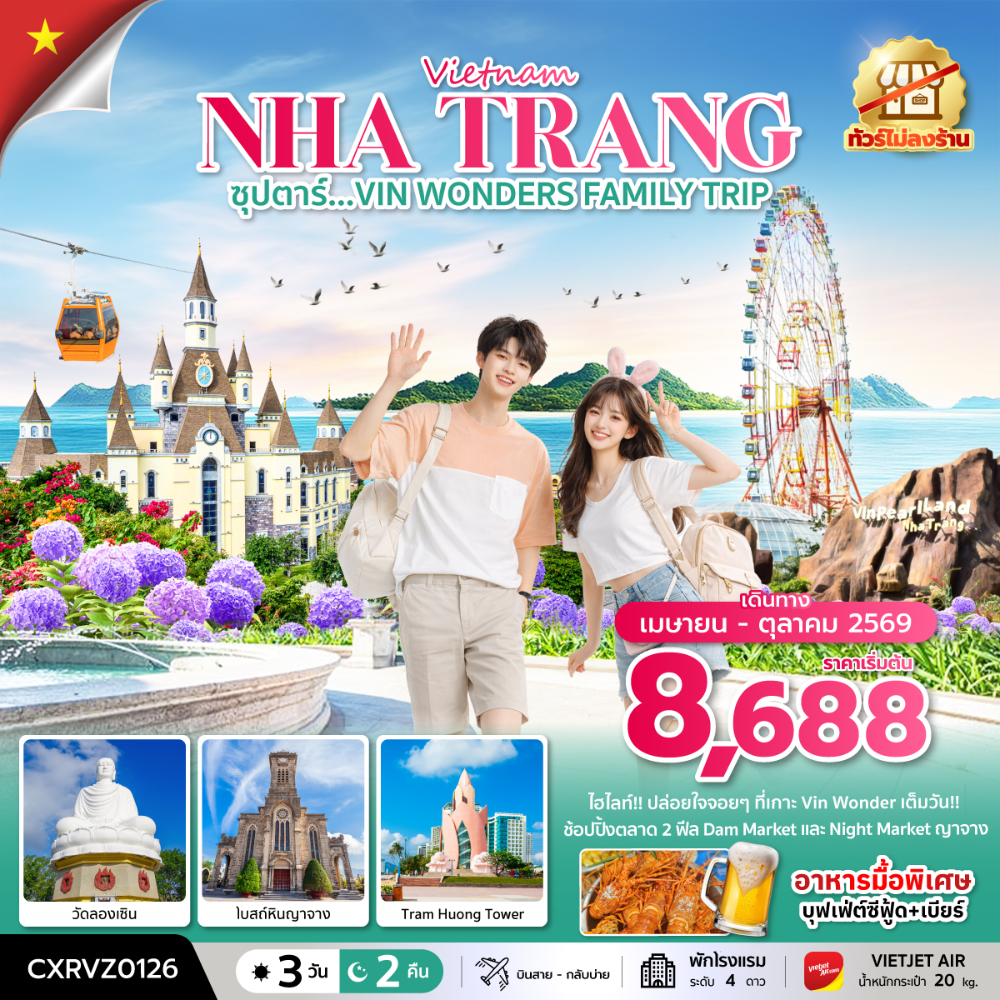 Vietnam
NHA TRANG
ซุปตาร์...VIN WONDERS FAMILY TRIP
SHOP
ทัวร์ไม่ลงร้าน
VinPearlLand
NhaTrang
เดินทาง
เมษายน - ตุลาคม 2569
ราคาเริ่มต้น
8,688
ไฮไลท์!! ปล่อยใจจอยๆ ที่เกาะ Vin Wonder เต็มวัน!!
ช้อปปิ้งตลาด 2 ฟีล Dam Market และ Night Market ญาจาง
อาหารมื้อพิเศษ
บุฟเฟ่ต์ซีฟู้ด+เบียร์
วัดลองเซิน
โบสถ์หินญาจาง
Tram Huong Tower
CXRVZ0126
3 วัน 2 คืน
บินสาย - กลับบ่าย
พักโรงแรม
ระดับ 4 ดาว
Vietjet Air.com
VIETJET AIR
น้ำหนักกระเป๋า 20 kg.